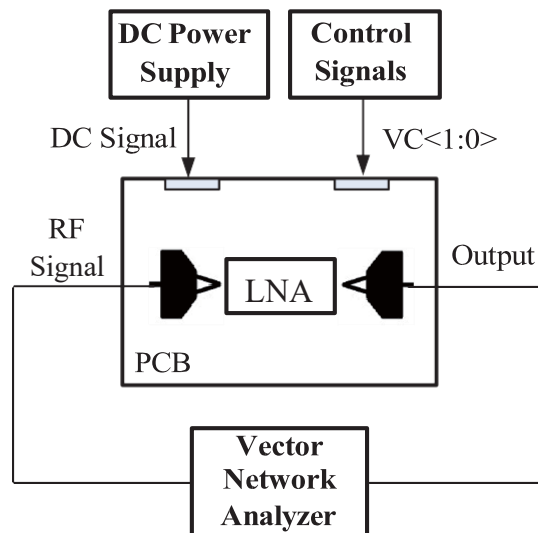 DC Power
Supply
Control
Signals
DC Signal
VC<1:0>
RF
Signal
Output
LNA
PCB
Vector
Network
Analyzer